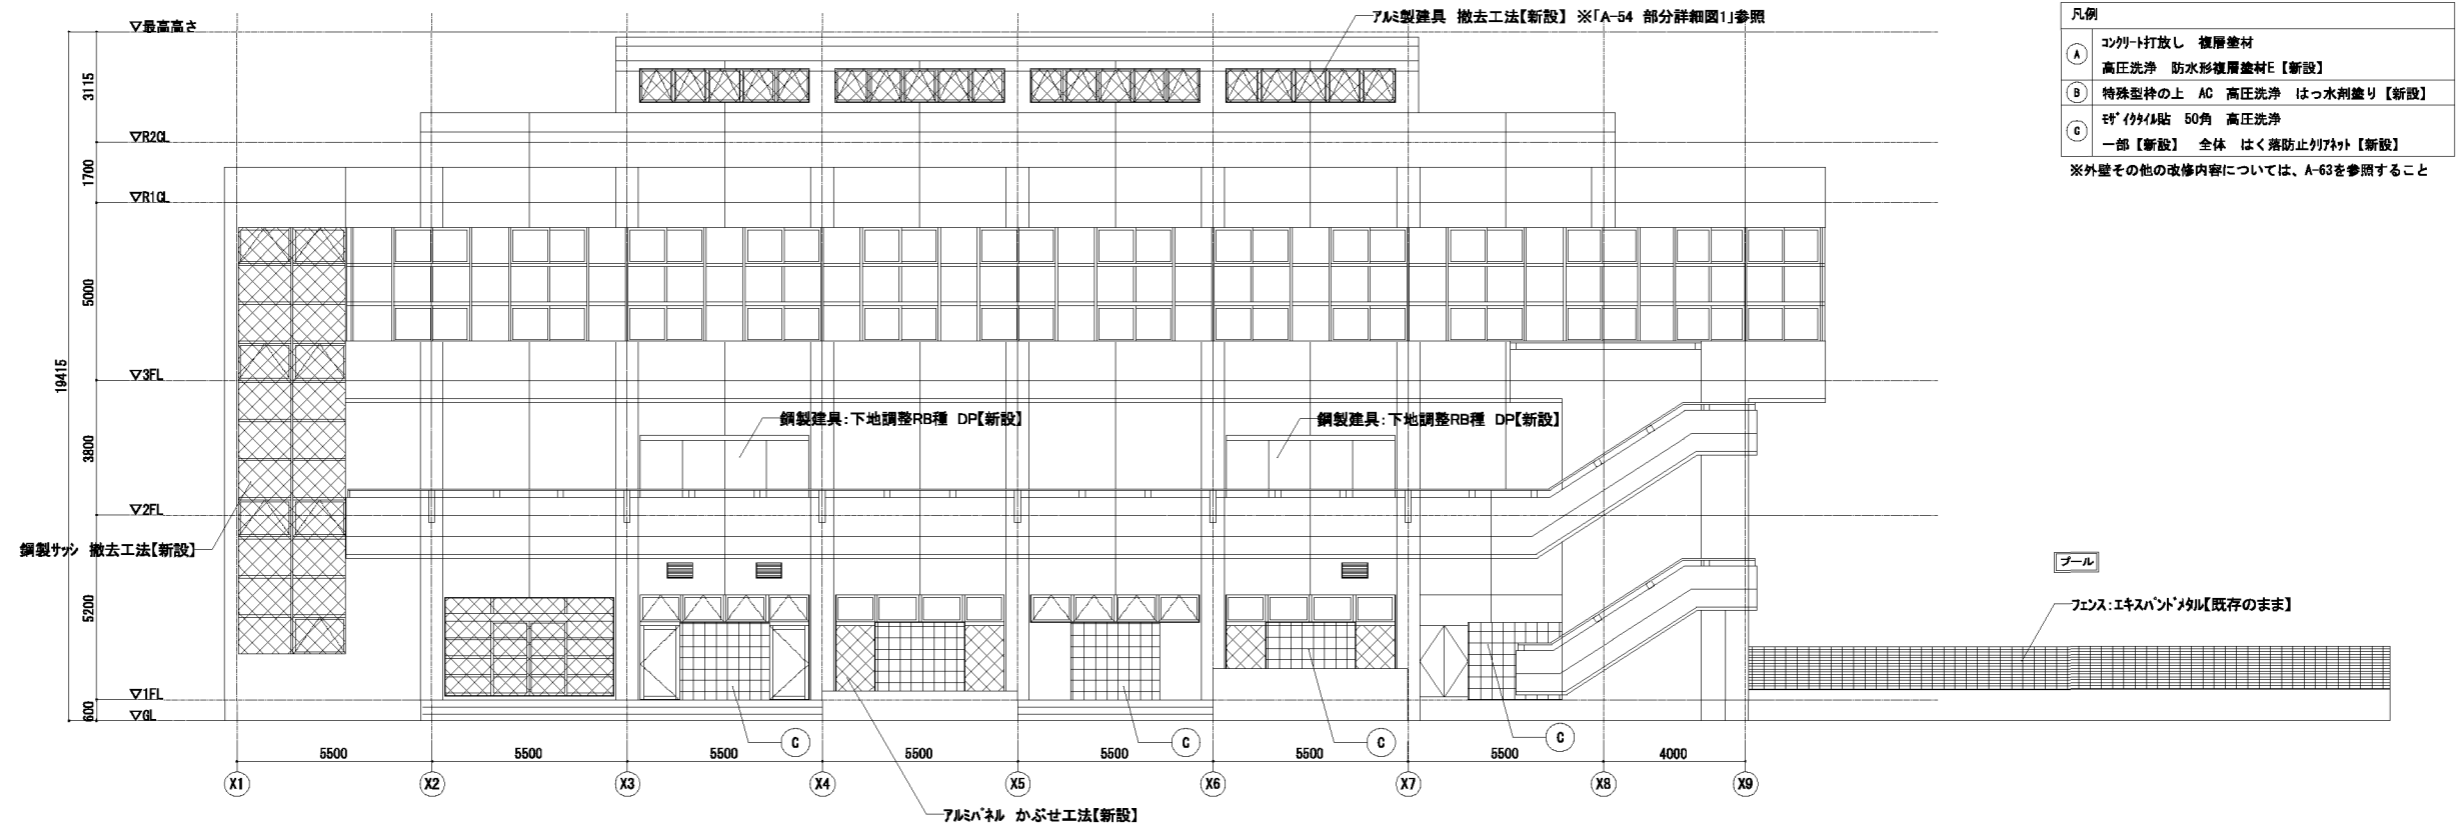 アルミ製建具 撤去工法【新設】 ※「A-54 部分詳細図1」参照
凡例
A
コンクリート打放し 複層塗材
高圧洗浄 防水形複層塗材E【新設】
B
特殊型枠の上 AC 高圧洗浄 はっ水剤塗り【新設】
C
モザイクタイル貼 50角 高圧洗浄
一部【新設】 全体 はく落防止クリアネット【新設】
※外壁その他の改修内容については、A-63を参照すること
▽最高高さ
3115
▽R2CL
1700
▽R1CL
5000
19415
▽3FL
鋼製建具:下地調整RB種 DP【新設】
鋼製建具:下地調整RB種 DP【新設】
3800
▽2FL
鋼製サッシ 撤去工法【新設】
プール
フェンス:エキスパンドメタル【既存のまま】
5200
▽1FL
600
▽GL
C
C
C
C
5500
5500
5500
5500
5500
5500
5500
4000
X1
X2
X3
X4
X5
X6
X7
X8
X9
アルミパネル かぶせ工法【新設】